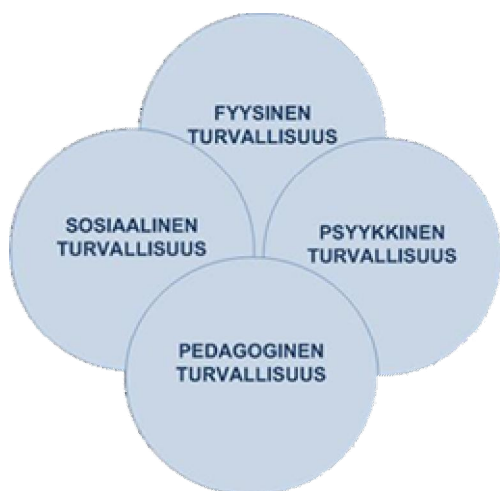 FYYSINEN
TURVALLISUUS
SOSIAALINEN
TURVALLISUUS
PSYYKKINEN
TURVALLISUUS
PEDAGOGINEN
TURVALLISUUS